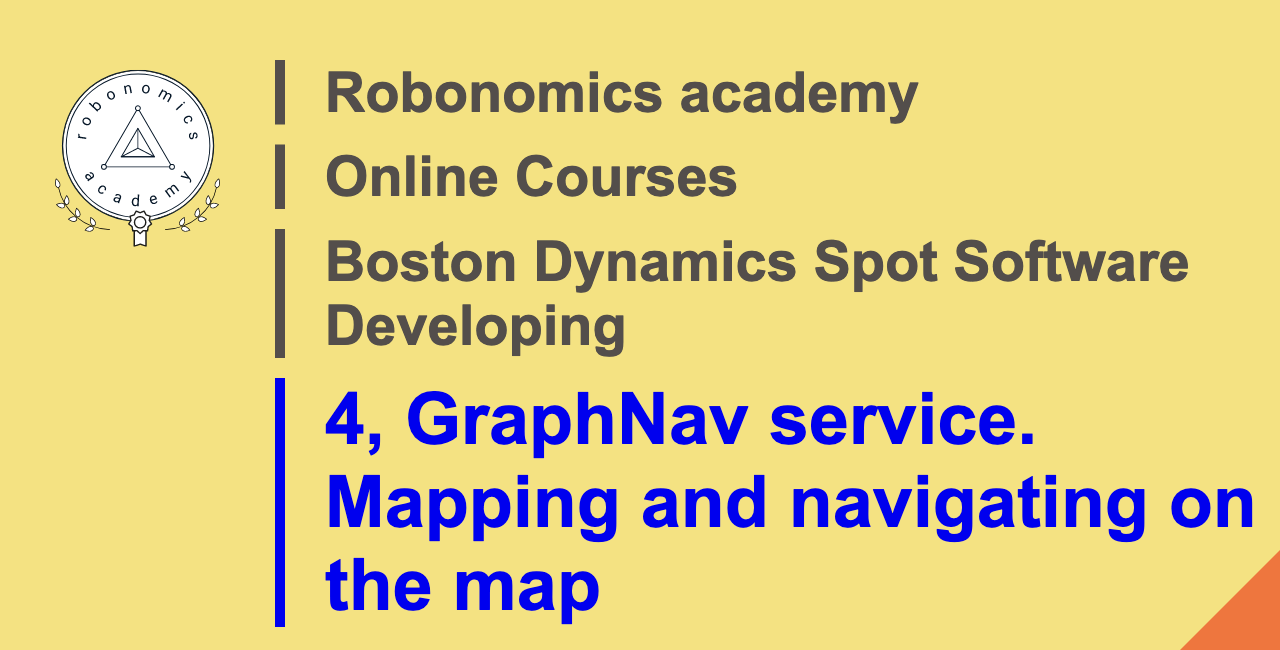 robonomics
academy
Robonomics academy
Online Courses
Boston Dynamics Spot Software
Developing
4, GraphNav service.
Mapping and navigating on
the map